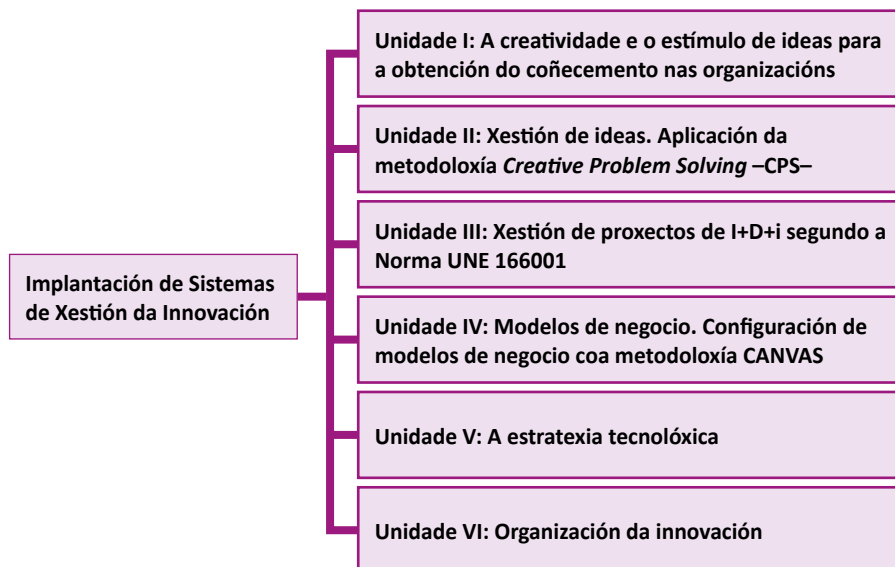 Unidade I: A creatividade e o estímulo de ideas para
a obtención do coñecemento nas organizacións
Unidade II: Xestión de ideas. Aplicación da
metodoloxía Creative Problem Solving –CPS–
Unidade III: Xestión de proxectos de I+D+i segundo a
Norma UNE 166001
Implantación de Sistemas
de Xestión da Innovación
Unidade IV: Modelos de negocio. Configuración de
modelos de negocio coa metodoloxía CANVAS
Unidade V: A estratexia tecnolóxica
Unidade VI: Organización da innovación